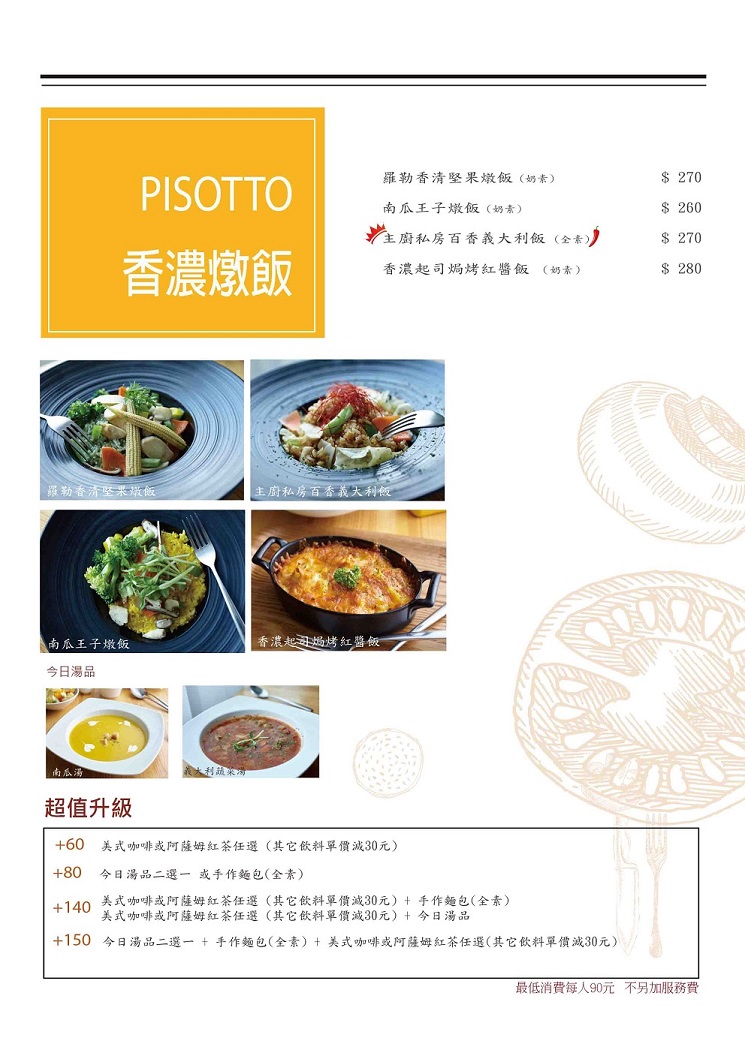 PISOTTO
香濃燉飯
羅勒香清堅果燉飯(奶素) $ 270
南瓜王子燉飯(奶素) $ 260
主廚私房百香義大利飯 (全素) $ 270
香濃起司焗烤紅醬飯 (奶素) $ 280
羅勒香清堅果燉飯
主廚私房百香義大利飯
南瓜王子燉飯
香濃起司焗烤紅醬飯
今日湯品
南瓜湯
義大利蔬菜湯
超值升級
+60 美式咖啡或阿薩姆紅茶任選 (其它飲料單價減30元)
+80 今日湯品二選一 或手作麵包(全素)
+140 美式咖啡或阿薩姆紅茶任選 (其它飲料單價減30元) + 手作麵包(全素)
美式咖啡或阿薩姆紅茶任選 (其它飲料單價減30元) + 今日湯品
+150 今日湯品二選一 + 手作麵包(全素) + 美式咖啡或阿薩姆紅茶任選(其它飲料單價減30元)
最低消費每人90元 不另加服務費